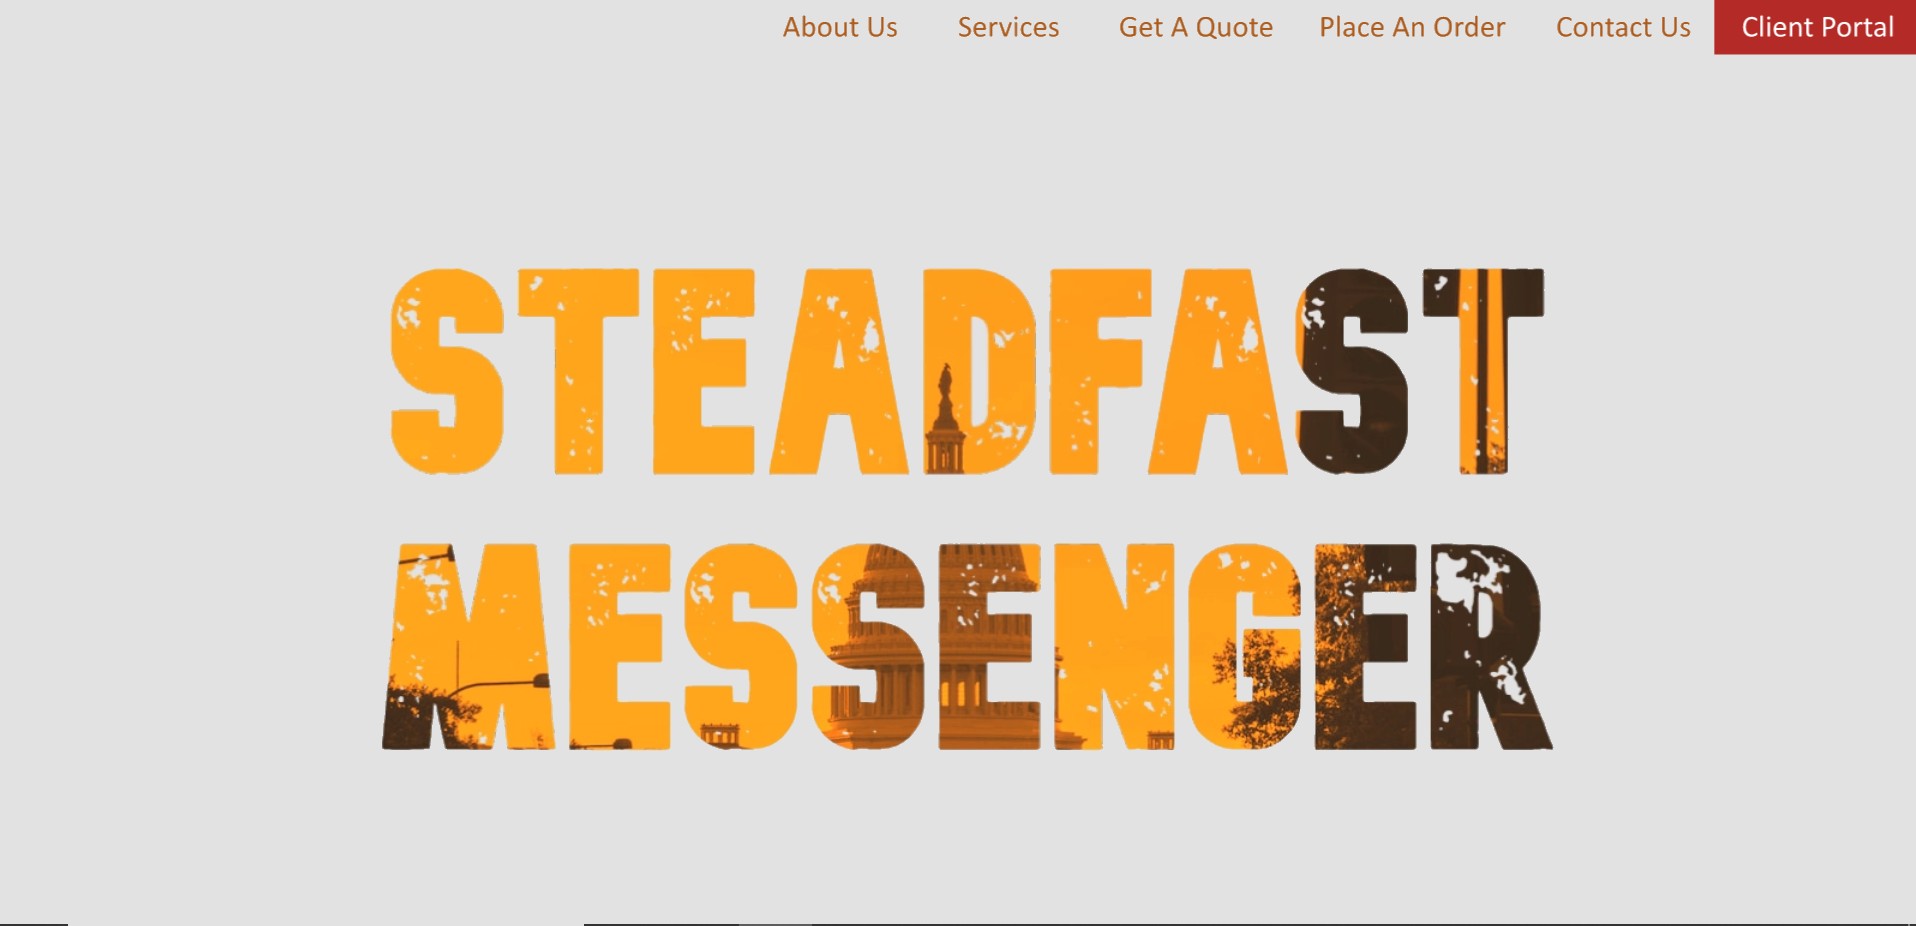 About Us Services Get A Quote Place An Order Contact Us Client Portal
STEADFAST
MESSENGER